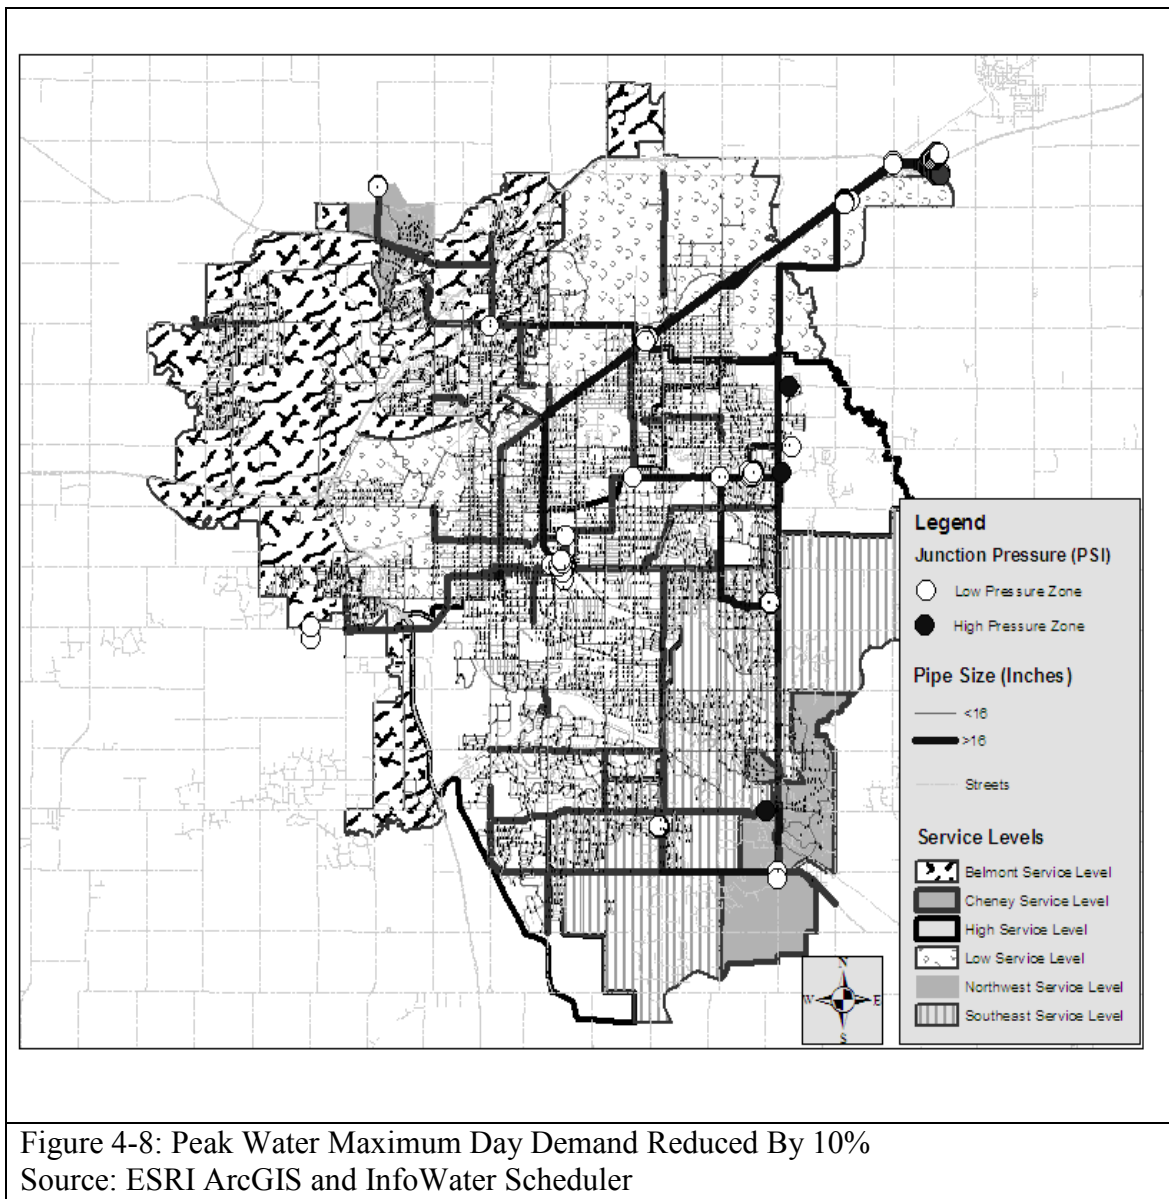 N
W E
S
Legend
Junction Pressure (PSI)
Low Pressure Zone
High Pressure Zone
Pipe Size (Inches)
<16
>16
Streets
Service Levels
Belmont Service Level
Cheney Service Level
High Service Level
Low Service Level
Northwest Service Level
Southeast Service Level
Figure 4-8: Peak Water Maximum Day Demand Reduced By 10%
Source: ESRI ArcGIS and InfoWater Scheduler